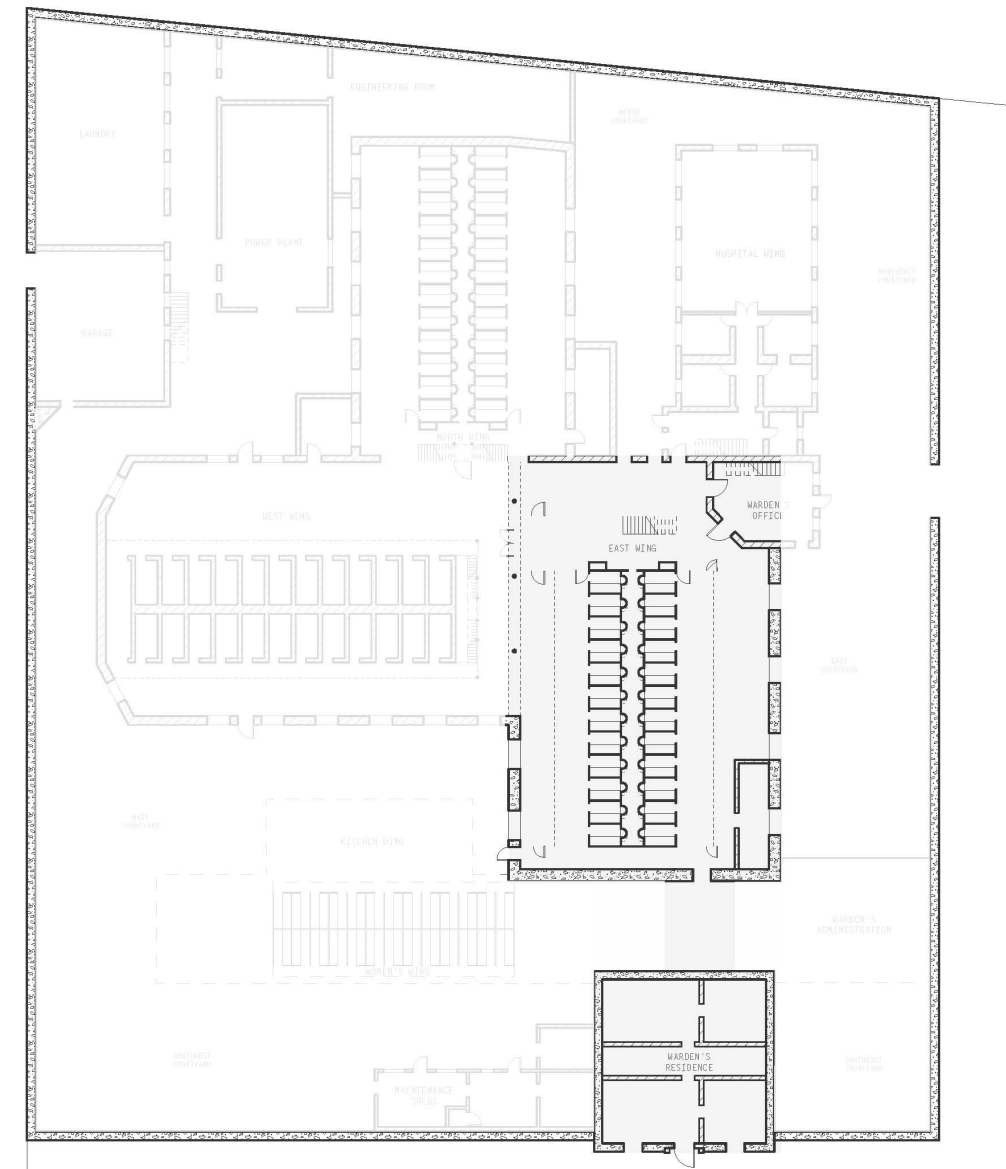 ENGINEERING ROOM
LAUNDRY
POWER PLANT
HOSPITAL WING
GARAGE
NORTH WING
WEST WING
WARDEN'S
OFFICE
EAST WING
EAST
COURTYARD
WEST
COURTYARD
KITCHEN WING
WARDEN'S
ADMINISTRATION
WOMEN'S WING
SOUTHWEST
COURTYARD
WARDEN'S
RESIDENCE
SOUTHEAST
COURTYARD
MAINTENANCE
SHEDS